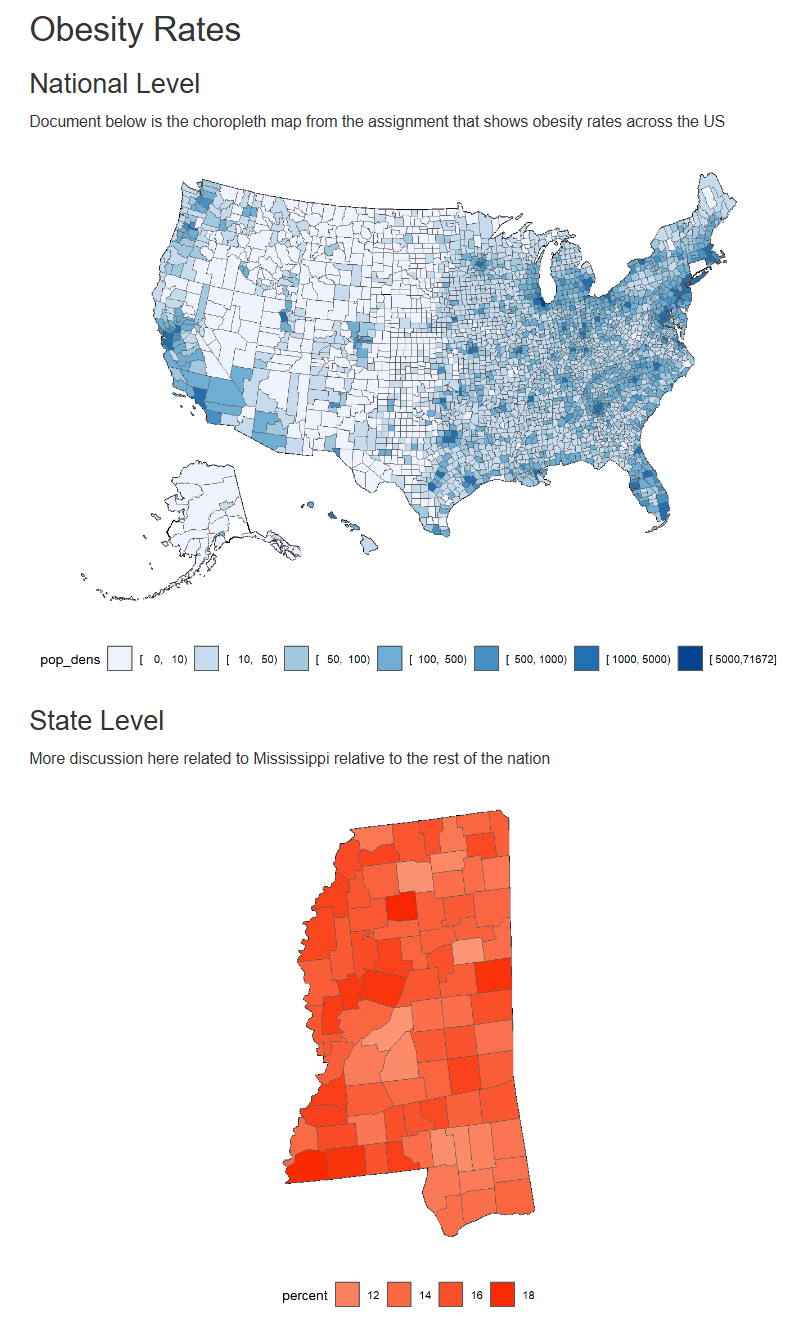 Obesity Rates
National Level
Document below is the choropleth map from the assignment that shows obesity rates across the US
pop_dens [ 0, 10) [ 10, 50) [ 50, 100) [ 100, 500) [ 500, 1000) [ 1000, 5000) [ 5000,71672]
State Level
More discussion here related to Mississippi relative to the rest of the nation
percent 12 14 16 18